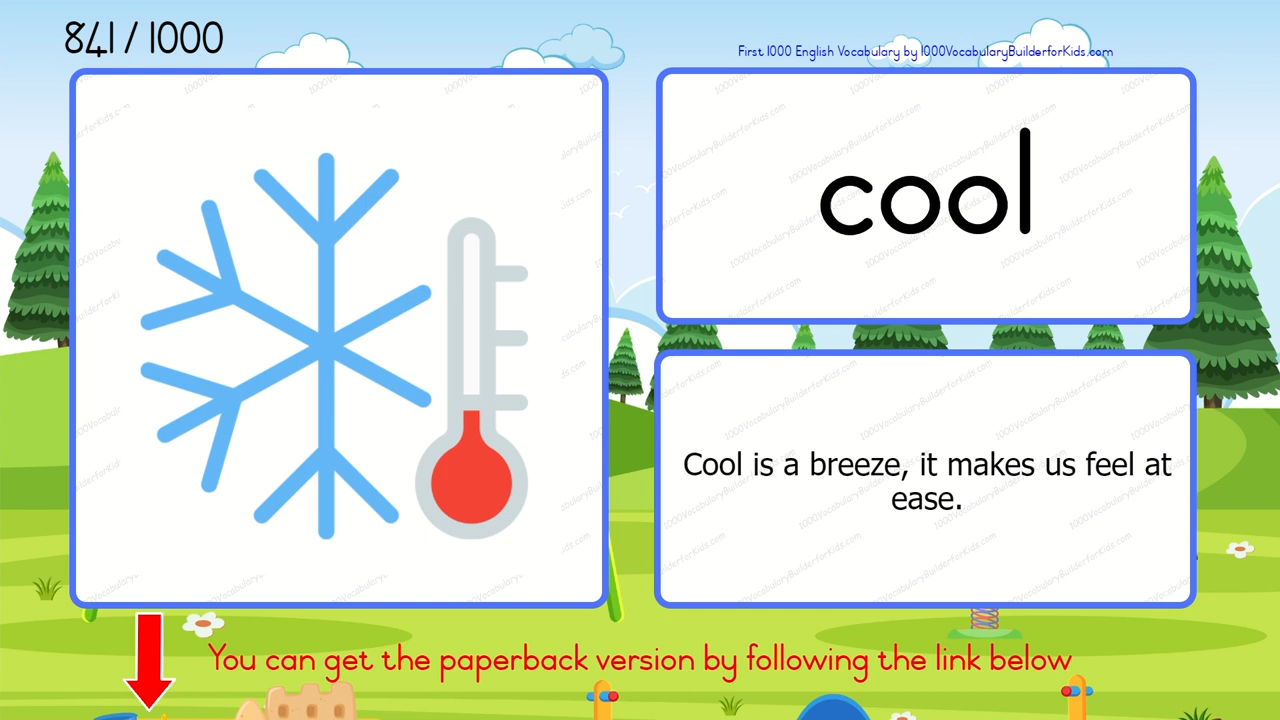 841 / 1000
First 1000 English Vocabulary by 1000VocabularyBuilderforKids.com
cool
Cool is a breeze, it makes us feel at
ease.
You can get the paperback version by following the link below